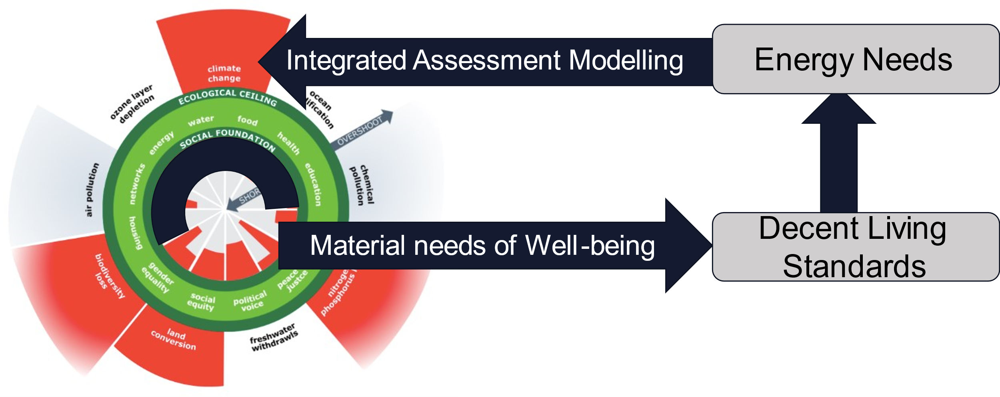 climate
change
Integrated Assessment Modelling
Energy Needs
ozone layer
depletion
ECOLOGICAL CEILING
ocean
water
food
OVERSHOOT
energy
SOCIAL FOUNDATION
health
networks
education
air pollution
chemical
pollution
housing
Material needs of Well-being
Decent Living
Standards
biodiversity
loss
gender
equality
social
equity
political
voice
peace
justce
phosphorus
land
conversion
freshwater
withdrawls